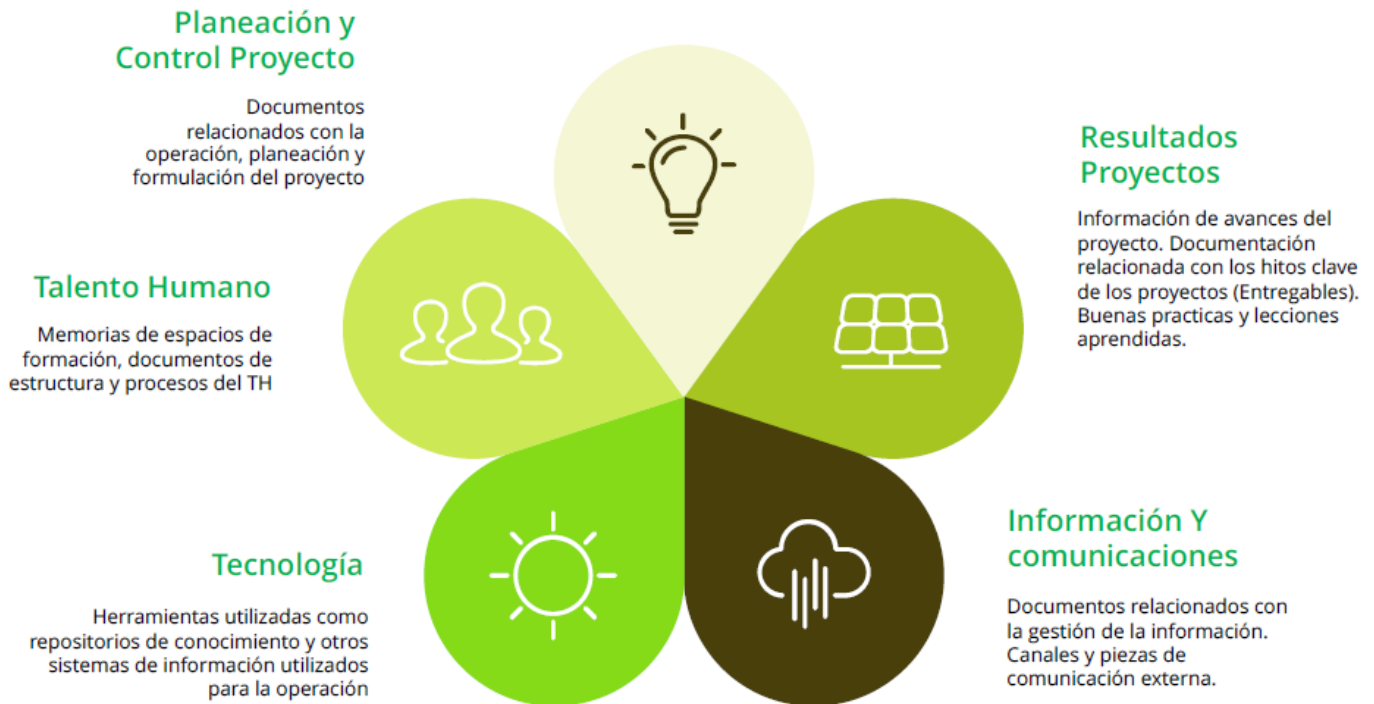 Planeación y
Control Proyecto
Documentos
relacionados con la
operación, planeación y
formulación del proyecto
Talento Humano
Memorias de espacios de
formación, documentos de
estructura y procesos del TH
Tecnología
Herramientas utilizadas como
repositorios de conocimiento y otros
sistemas de información utilizados
para la operación
Resultados
Proyectos
Información de avances del
proyecto. Documentación
relacionada con los hitos clave
de los proyectos (Entregables).
Buenas practicas y lecciones
aprendidas.
Información Y
comunicaciones
Documentos relacionados con
la gestión de la información.
Canales y piezas de
comunicación externa.